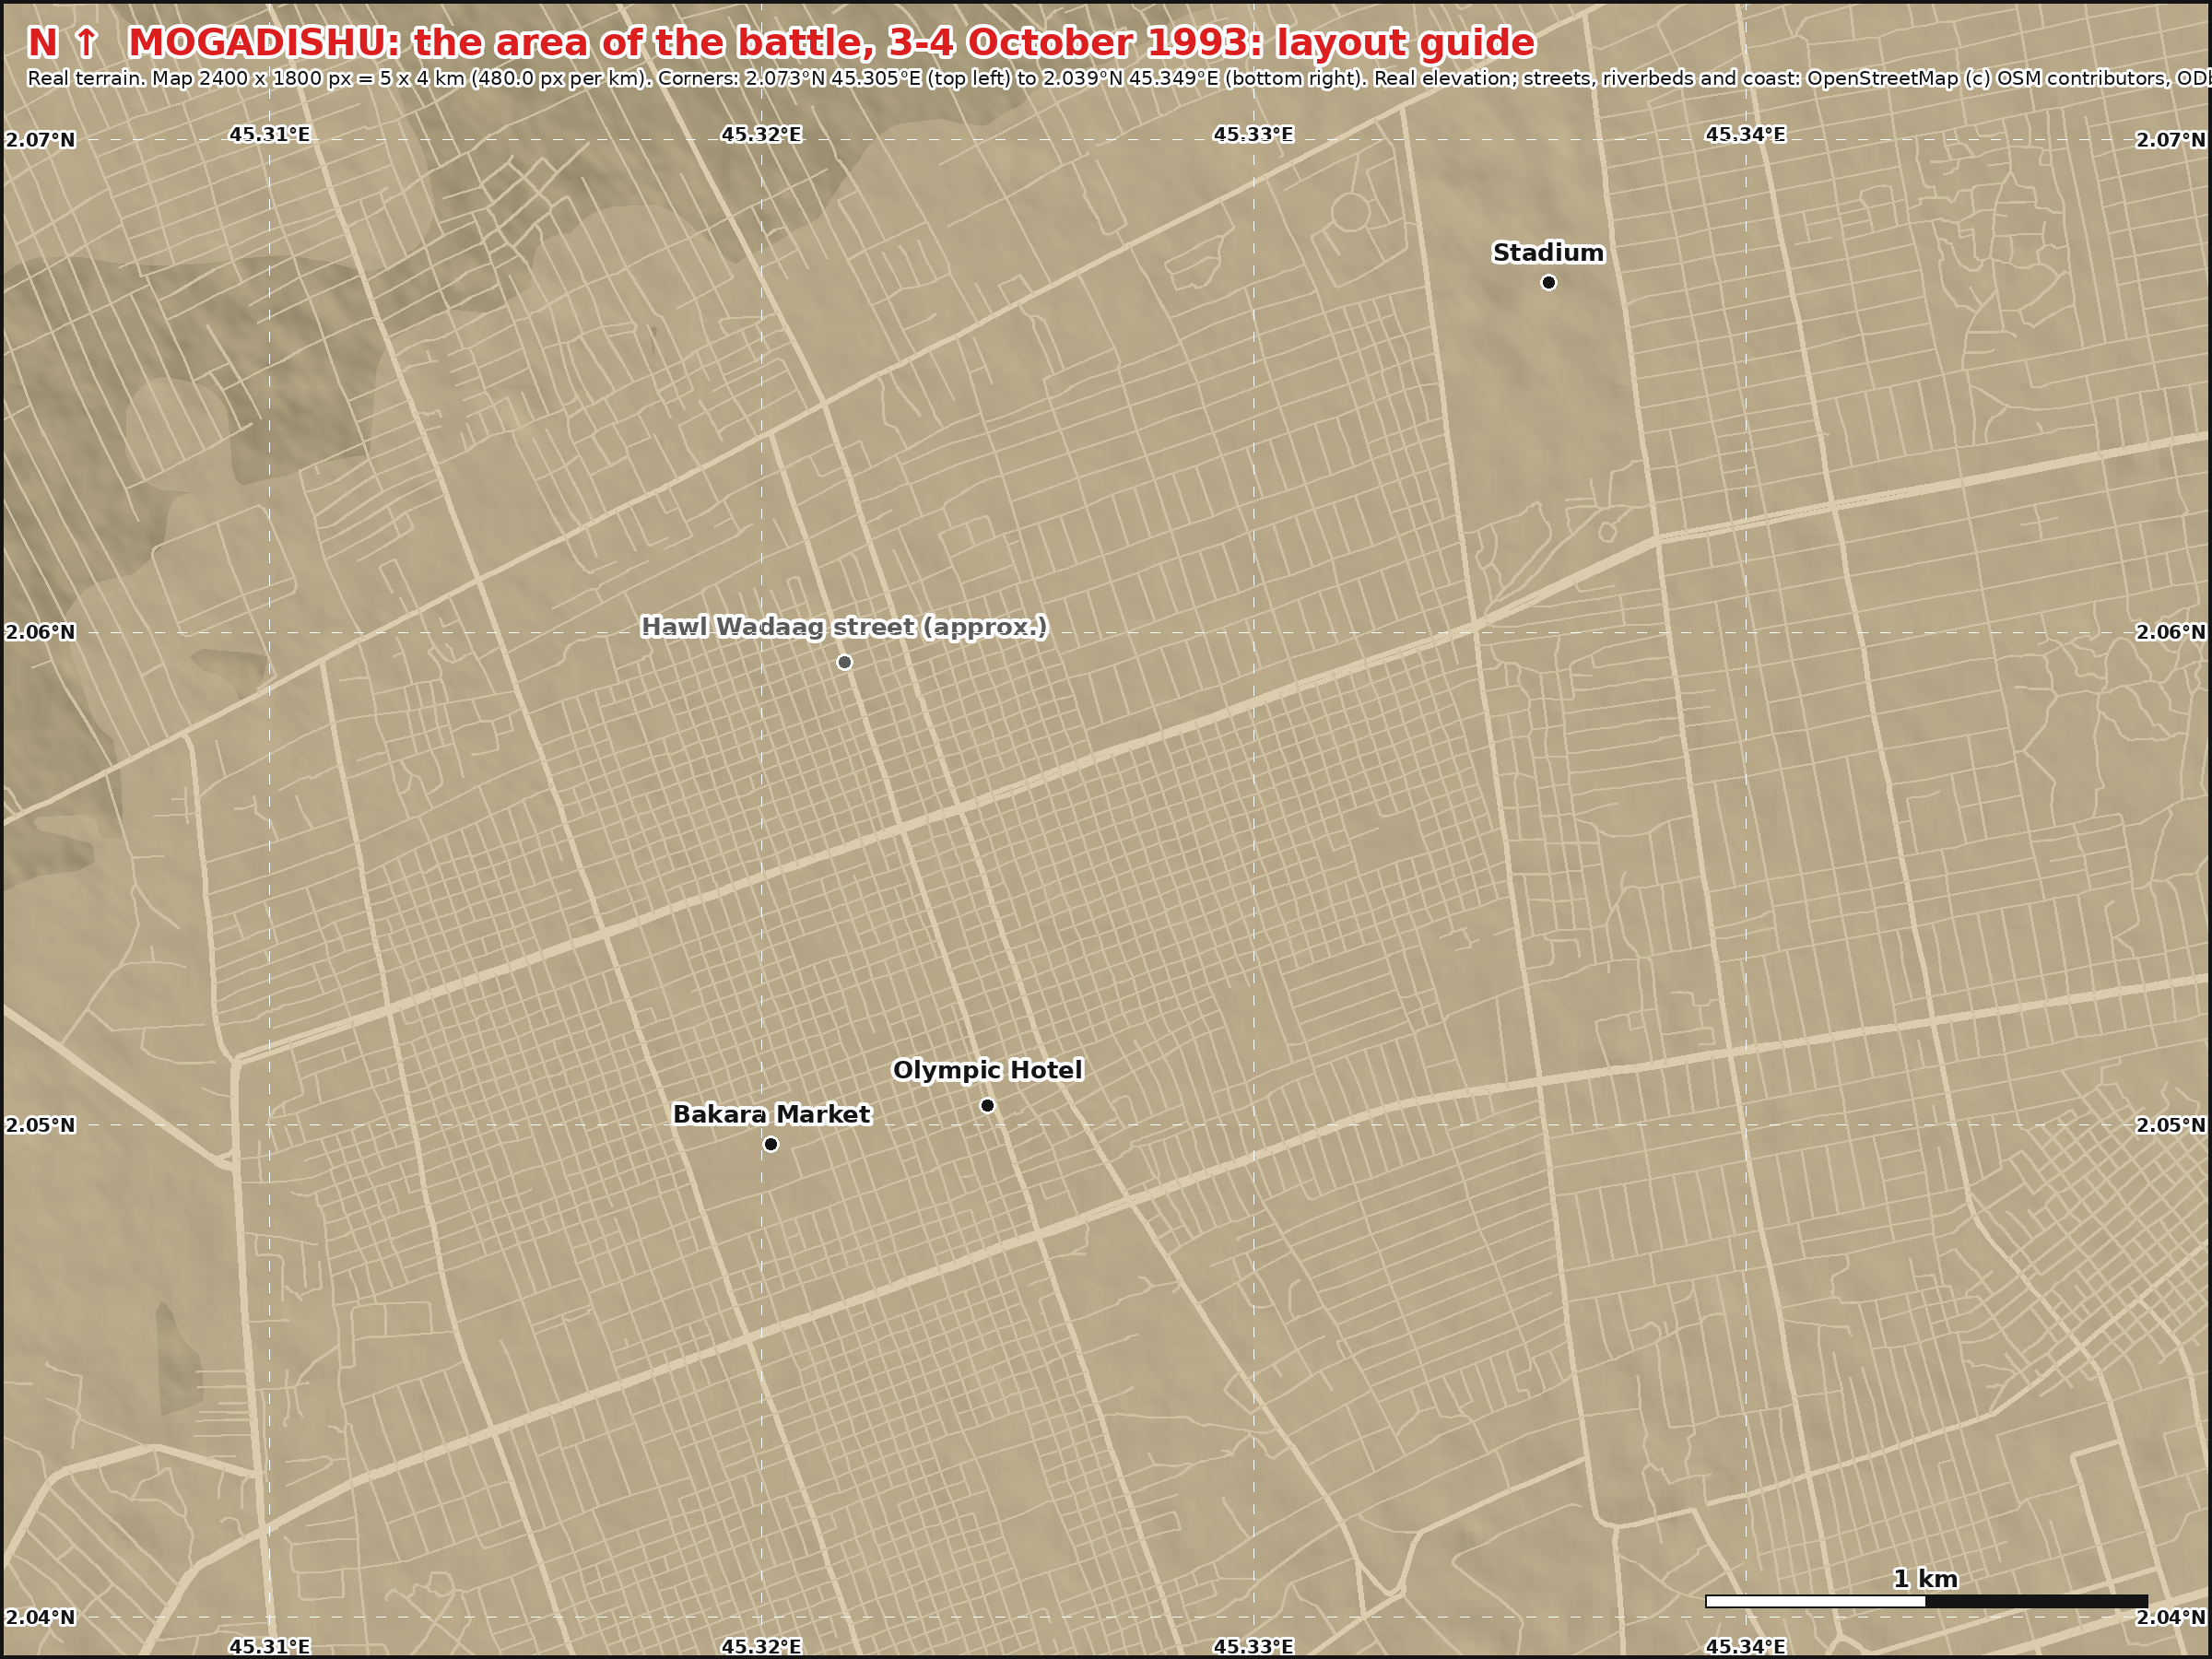 N ↑ MOGADISHU: the area of the battle, 3-4 October 1993: layout guide
Real terrain. Map 2400 x 1800 px = 5 x 4 km (480.0 px per km). Corners: 2.073°N 45.305°E (top left) to 2.039°N 45.349°E (bottom right). Real elevation; streets, riverbeds and coast: OpenStreetMap (c) OSM contributors,
45.31°E 45.32°E 45.33°E 45.34°E
2.07°N 2.07°N
Stadium
Hawl Wadaag street (approx.)
2.06°N 2.06°N
Olympic Hotel
Bakara Market
2.05°N 2.05°N
1 km
2.04°N 2.04°N
45.31°E 45.32°E 45.33°E 45.34°E